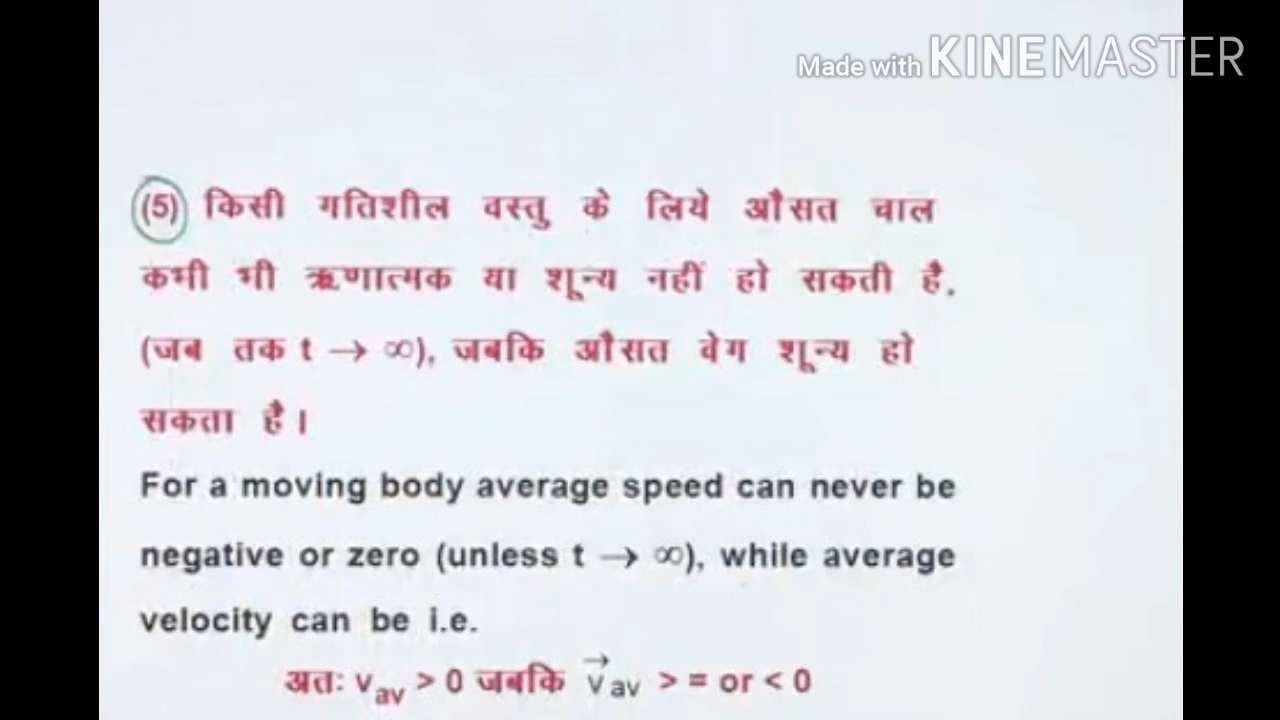 Made with KINEMASTER
(5) किसी गतिशील वस्तु के लिये औसत चाल
कभी भी ऋणात्मक या शून्य नहीं हो सकती है.
(जब तक t → ∞), जबकि औसत वेग शून्य हो
सकता है।
For a moving body average speed can never be
negative or zero (unless t → ∞), while average
velocity can be i.e.
अतः v_av > 0 जबकि v⃗_av > = or < 0